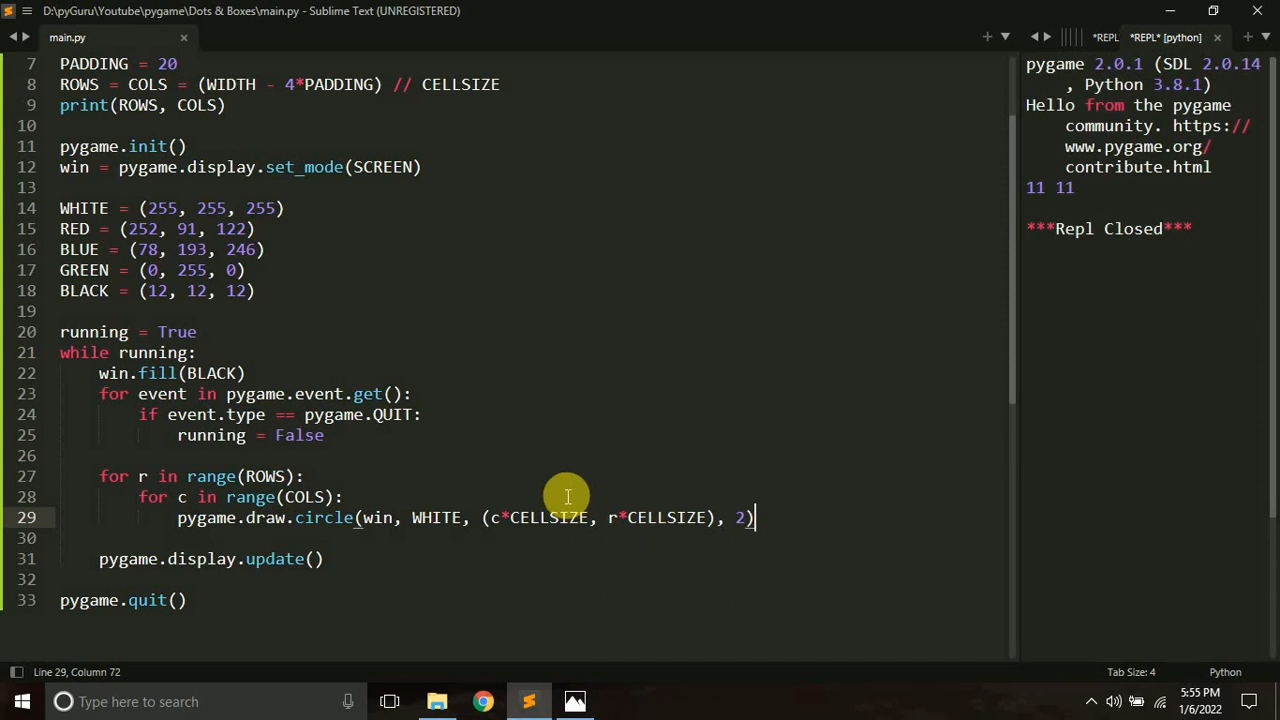 D:\pyGuru\Youtube\pygame\Dots & Boxes\main.py - Sublime Text (UNREGISTERED)
main.py
7 PADDING = 20
8 ROWS = COLS = (WIDTH - 4*PADDING) // CELLSIZE
9 print(ROWS, COLS)
10
11 pygame.init()
12 win = pygame.display.set_mode(SCREEN)
13
14 WHITE = (255, 255, 255)
15 RED = (252, 91, 122)
16 BLUE = (78, 193, 246)
17 GREEN = (0, 255, 0)
18 BLACK = (12, 12, 12)
19
20 running = True
21 while running:
22     win.fill(BLACK)
23     for event in pygame.event.get():
24         if event.type == pygame.QUIT:
25             running = False
26
27     for r in range(ROWS):
28         for c in range(COLS):
29             pygame.draw.circle(win, WHITE, (c*CELLSIZE, r*CELLSIZE), 2)
30
31     pygame.display.update()
32
33 pygame.quit()
*REPL *REPL* [python]
pygame 2.0.1 (SDL 2.0.14
, Python 3.8.1)
Hello from the pygame
community. https://
www.pygame.org/
contribute.html
11 11
***Repl Closed***
Line 29, Column 72
Tab Size: 4
Python
Type here to search
5:55 PM
1/6/2022